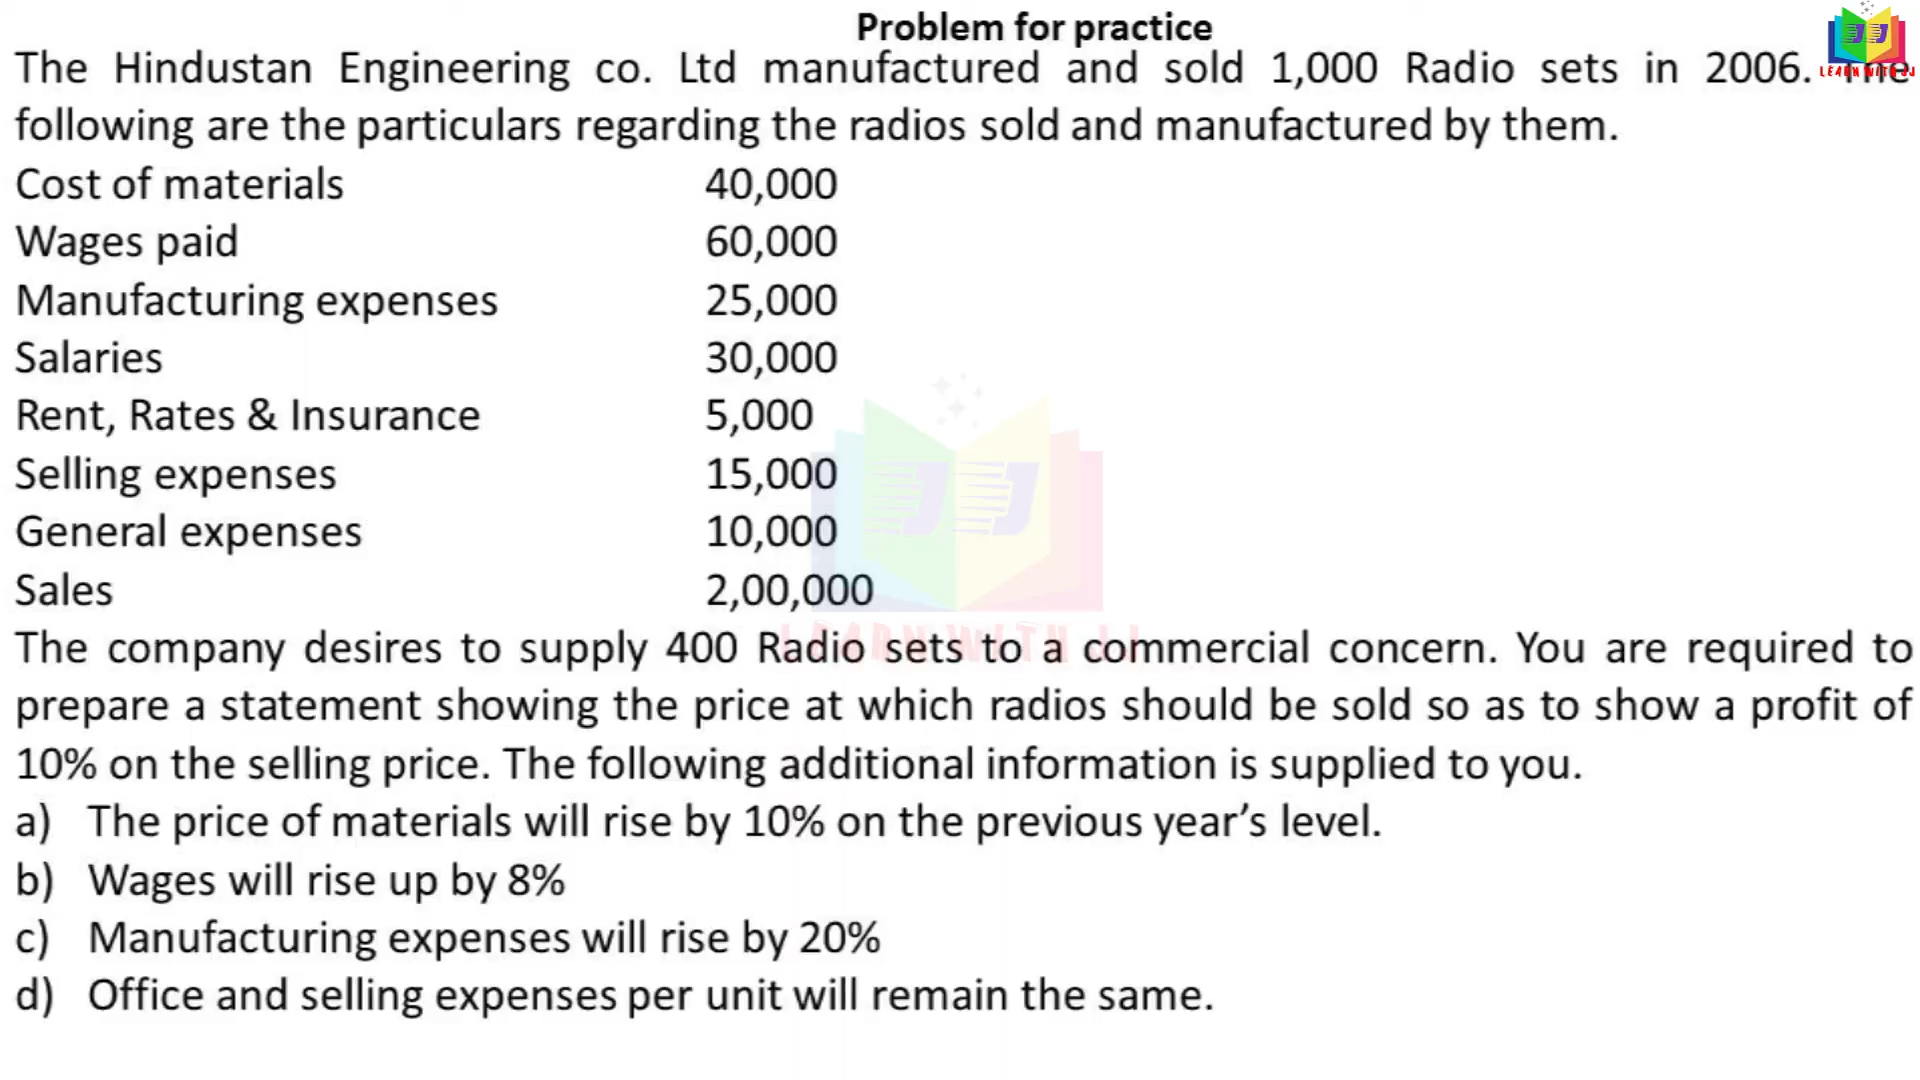 Problem for practice
The Hindustan Engineering co. Ltd manufactured and sold 1,000 Radio sets in 2006. The
LEARN WITH JJ
following are the particulars regarding the radios sold and manufactured by them.
Cost of materials 40,000
Wages paid 60,000
Manufacturing expenses 25,000
Salaries 30,000
Rent, Rates & Insurance 5,000
Selling expenses 15,000
General expenses 10,000
Sales 2,00,000
LEARN WITH JJ
The company desires to supply 400 Radio sets to a commercial concern. You are required to
prepare a statement showing the price at which radios should be sold so as to show a profit of
10% on the selling price. The following additional information is supplied to you.
a) The price of materials will rise by 10% on the previous year’s level.
b) Wages will rise up by 8%
c) Manufacturing expenses will rise by 20%
d) Office and selling expenses per unit will remain the same.